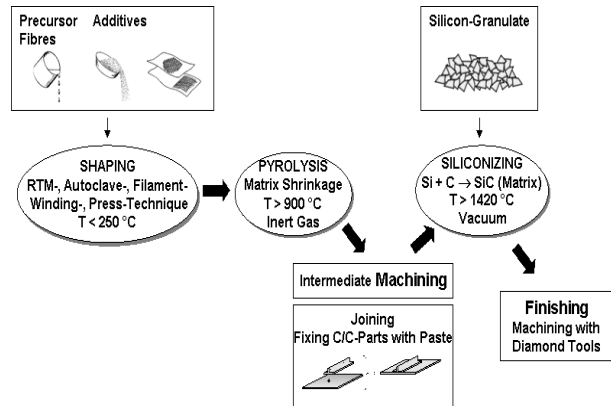 Precursor Additives
Fibres
Silicon-Granulate
SHAPING
RTM-, Autoclave-, Filament-
Winding-, Press-Technique
T < 250 °C
PYROLYSIS
Matrix Shrinkage
T > 900 °C
Inert Gas
SILICONIZING
Si + C → SiC (Matrix)
T > 1420 °C
Vacuum
Intermediate Machining
Joining
Fixing C/C-Parts with Paste
Finishing
Machining with
Diamond Tools